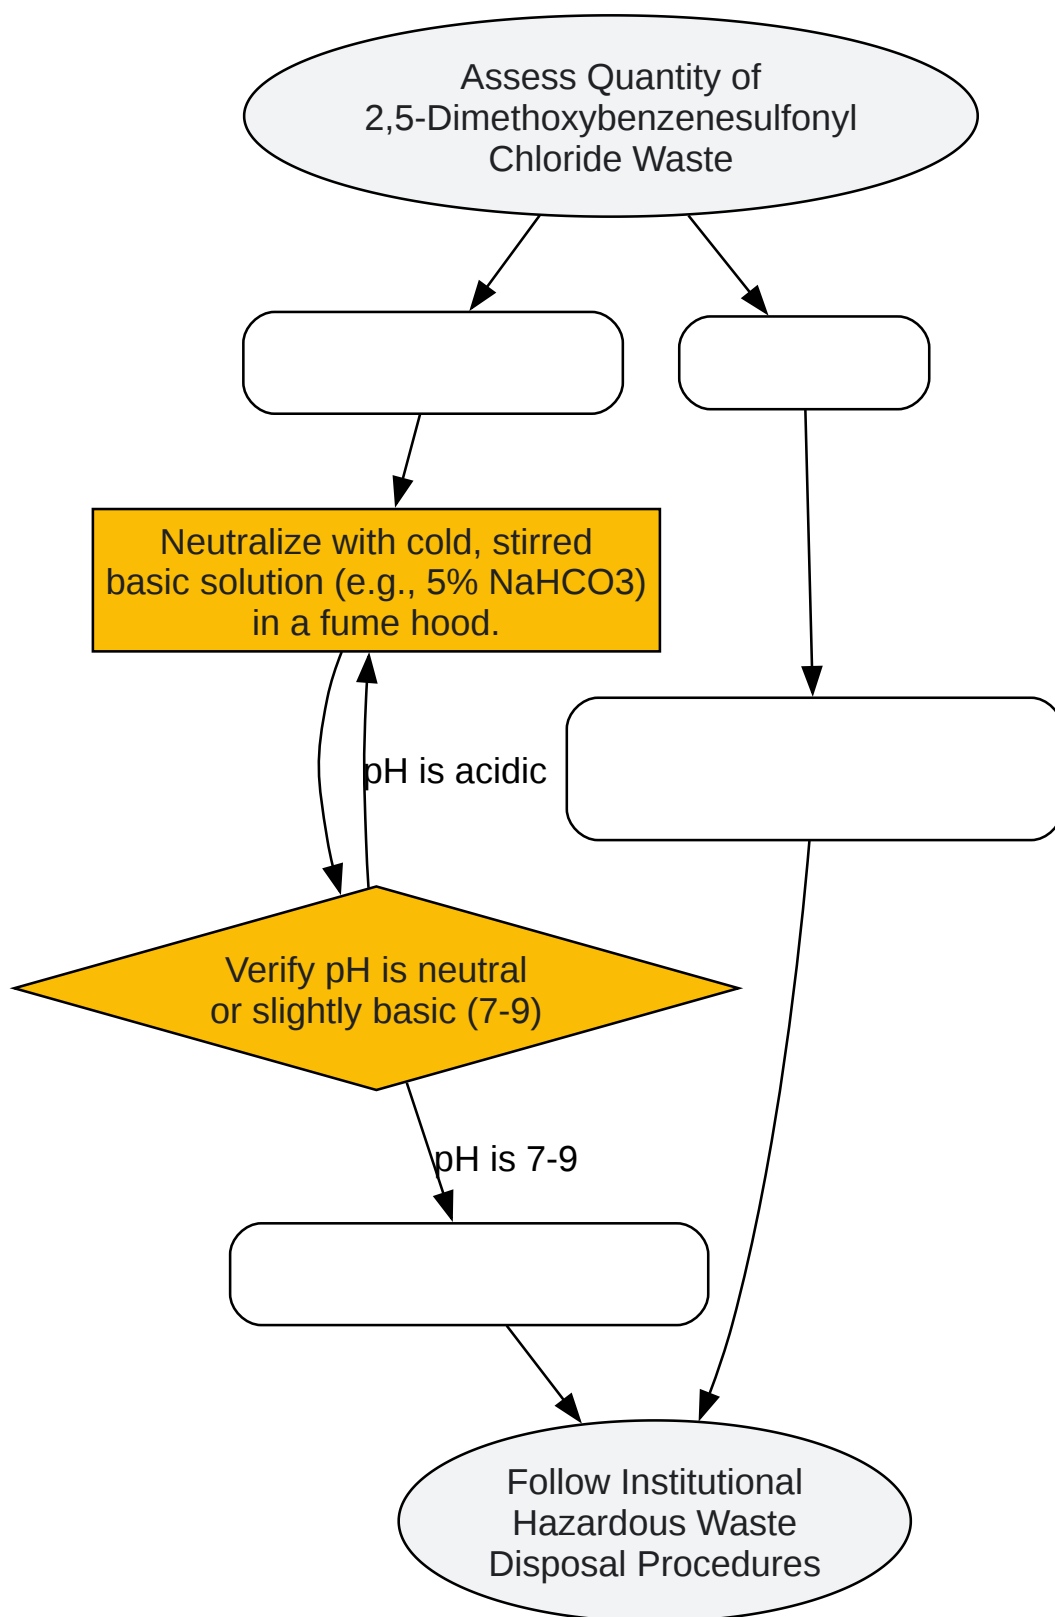 Assess Quantity of
2,5-Dimethoxybenzenesulfonyl
Chloride Waste
Neutralize with cold, stirred
basic solution (e.g., 5% NaHCO3)
in a fume hood.
pH is acidic
Verify pH is neutral
or slightly basic (7-9)
pH is 7-9
Follow Institutional
Hazardous Waste
Disposal Procedures